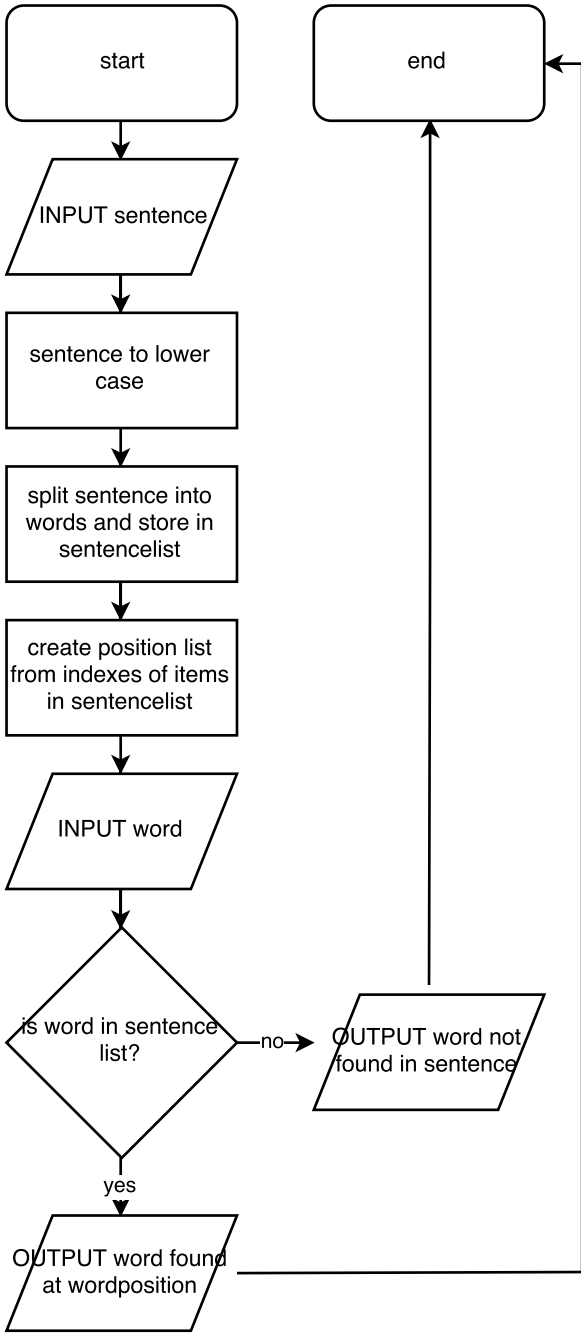 start
end
INPUT sentence
sentence to lower
case
split sentence into
words and store in
sentencelist
create position list
from indexes of items
in sentencelist
INPUT word
is word in sentence
list?
no
OUTPUT word not
found in sentence
yes
OUTPUT word found
at wordposition